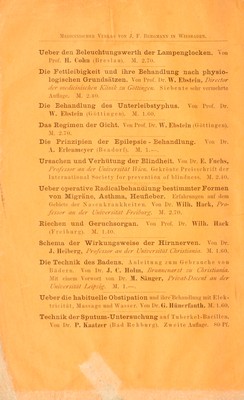 Medicinischer Verlag von J. F. Bergmann in Wiesbaden.
Ueber den Beleuchtungswerth der Lampenglocken. Von
Prof. H. Cohn (Breslau). M. 2.70.
Die Fettleibigkeit und ihre Behandlung nach physio-
logischen Grundsätzen. Von Prof. Dr. W. Ebstein, Director
der medicinischen Klinik zu Göttingen. Siebente sehr vermehrte
Auflage. M. 2.40.
Die Behandlung des Unterleibstyphus. Von Prof. Dr.
W. Ebstein (Göttingen). M. 1.60.
Das Regimen der Gicht. Von Prof. Dr. W. Ebstein (Göttingen).
M. 2.70.
Die Prinzipien der Epilepsie-Behandlung. Von Dr.
A. Erlenmeyer (Bendorf). M. 1.—.
Ursachen und Verhütung der Blindheit. Von Dr. E. Fuchs,
Professor an der Universität Wien. Gekrönte Preisschrift der
International Society for prevention of blindness. M. 2.40.
Ueber operative Radicalbehandlung bestimmter Formen
von Migräne, Asthma, Heufieber. Erfahrungen auf dem
Gebiete der Nasenkrankheiten. Von Dr. Wilh. Hack, Pro-
fessor an der Universität Freiburg. M. 2.70.
Riechen und Geruchsorgan. Von Prof. Dr. Wilh. Hack
(Freiburg). M. 1.
Schema der Wirkungsweise der Hirnnerven. Von Dr.
J. Heiberg, Professor an der Universität Christiania. M. 1.
Die Technik des Badens. Anleitung zum Gebrauche von
Bädern. Von Dr. J. C. Holm, Brunnenarzt in Christiania.
Mit einem Vorwort von Dr. M. Sänger, Privat-Docent an der
Universität Leipzig. M. 1.—.
Ueber die habituelle Obstipation und ihre Behandlung mit Elek-
tricität, Massage und Wasser. Von Dr. G. Hünerfauth. M. 1.60.
Technik der Sputum-Untersuchung auf Tuberkel-Bacillen.
Von Dr. P. Kaatzer (Bad Rehburg). Zweite Auflage. 80 Pf.